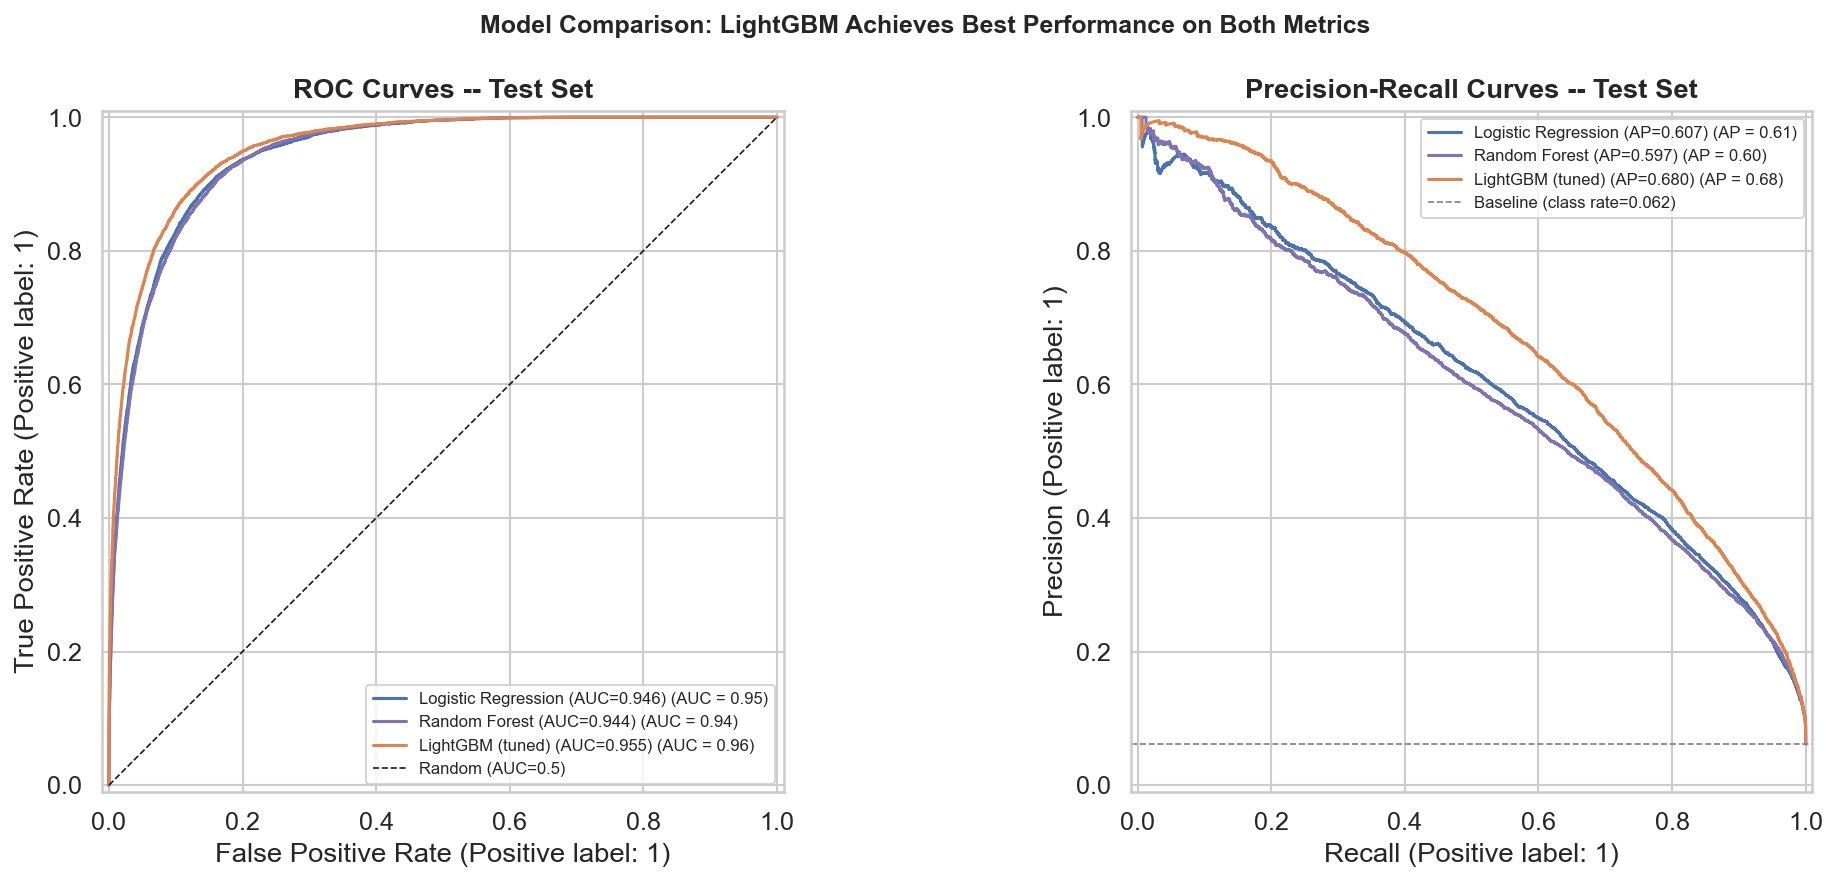 Model Comparison: LightGBM Achieves Best Performance on Both Metrics
ROC Curves -- Test Set
True Positive Rate (Positive label: 1)
1.0
0.8
0.6
0.4
0.2
0.0
Logistic Regression (AUC=0.946) (AUC = 0.95)
Random Forest (AUC=0.944) (AUC = 0.94)
LightGBM (tuned) (AUC=0.955) (AUC = 0.96)
Random (AUC=0.5)
0.0 0.2 0.4 0.6 0.8 1.0
False Positive Rate (Positive label: 1)
Precision-Recall Curves -- Test Set
Precision (Positive label: 1)
1.0
0.8
0.6
0.4
0.2
0.0
Logistic Regression (AP=0.607) (AP = 0.61)
Random Forest (AP=0.597) (AP = 0.60)
LightGBM (tuned) (AP=0.680) (AP = 0.68)
Baseline (class rate=0.062)
0.0 0.2 0.4 0.6 0.8 1.0
Recall (Positive label: 1)